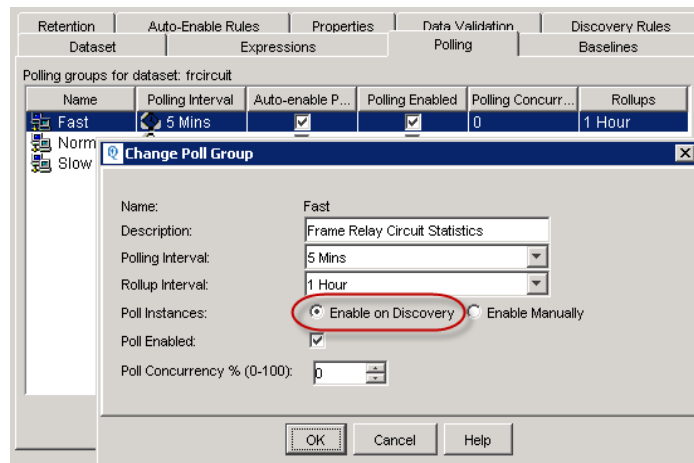 Retention Auto-Enable Rules Properties Data Validation Discovery Rules
Dataset Expressions Polling Baselines
Polling groups for dataset: frcircuit
Name Polling Interval Auto-enable P... Polling Enabled Polling Concurr... Rollups
Fast 5 Mins 0 1 Hour
Norm
Slow
Change Poll Group
Name: Fast
Description: Frame Relay Circuit Statistics
Polling Interval: 5 Mins
Rollup Interval: 1 Hour
Poll Instances: Enable on Discovery Enable Manually
Poll Enabled:
Poll Concurrency % (0-100): 0
OK Cancel Help